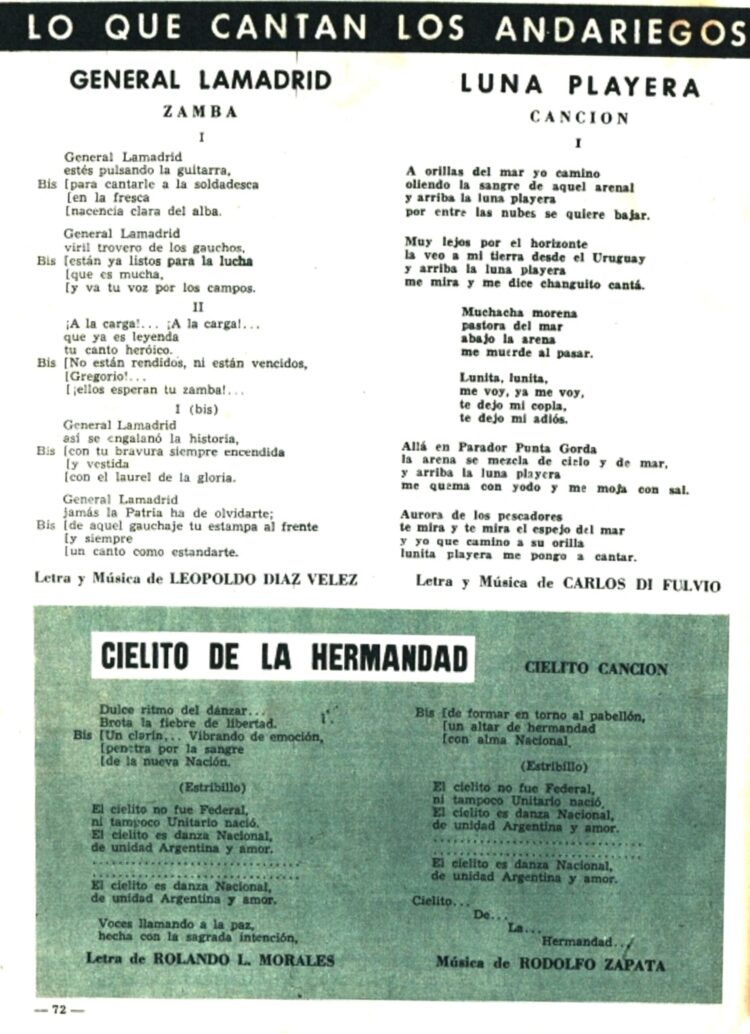 LO QUE CANTAN LOS ANDARIEGOS
GENERAL LAMADRID
ZAMBA
I
General Lamadrid
estés pulsando la guitarra,
Bis [para cantarle a la soldadesca
[en la fresca
[nacencia clara del alba.
General Lamadrid
viril trovero de los gauchos,
Bis [están ya listos para la lucha
[que es mucha,
[y va tu voz por los campos.
II
¡A la carga!... ¡A la carga!...
que ya es leyenda
tu canto heróico.
Bis [No están rendidos, ni están vencidos,
[Gregorio!...
[¡ellos esperan tu zamba!...
I (bis)
General Lamadrid
así se engalanó la historia,
Bis [con tu bravura siempre encendida
[y vestida
[con el laurel de la gloria.
General Lamadrid
jamás la Patria ha de olvidarte;
Bis [de aquel gauchaje tu estampa al frente
[y siempre
[un canto como estandarte.
Letra y Música de LEOPOLDO DIAZ VELEZ
LUNA PLAYERA
CANCION
I
A orillas del mar yo camino
oliendo la sangre de aquel arenal
y arriba la luna playera
por entre las nubes se quiere bajar.
Muy lejos por el horizonte
la veo a mi tierra desde el Uruguay
y arriba la luna playera
me mira y me dice changuito cantá.
Muchacha morena
pastora del mar
abajo la arena
me muerde al pasar.
Lunita, lunita,
me voy, ya me voy,
te dejo mi copla,
te dejo mi adiós.
Allá en Parador Punta Gorda
la arena se mezcla de cielo y de mar,
y arriba la luna playera
me quema con yodo y me moja con sal.
Aurora de los pescadores
te mira y te mira el espejo del mar
y yo que camino a su orilla
lunita playera me pongo a cantar.
Letra y Música de CARLOS DI FULVIO
CIELITO DE LA HERMANDAD
CIELITO CANCION
Dulce ritmo del danzar...
Brota la fiebre de libertad.
Bis [Un clarín... Vibrando de emoción,
[penetra por la sangre
[de la nueva Nación.
(Estribillo)
El cielito no fue Federal,
ni tampoco Unitario nació.
El cielito es danza Nacional,
de unidad Argentina y amor.
................................
................................
El cielito es danza Nacional,
de unidad Argentina y amor.
Voces llamando a la paz,
hecha con la sagrada intención,
Letra de ROLANDO L. MORALES
Bis [de formar en torno al pabellón,
[un altar de hermandad
[con alma Nacional.
(Estribillo)
El cielito no fue Federal,
ni tampoco Unitario nació.
El cielito es danza Nacional,
de unidad Argentina y amor.
................................
................................
El cielito es danza Nacional,
de unidad Argentina y amor.
Cielito...
De...
La...
Hermandad...
Música de RODOLFO ZAPATA
— 72 —